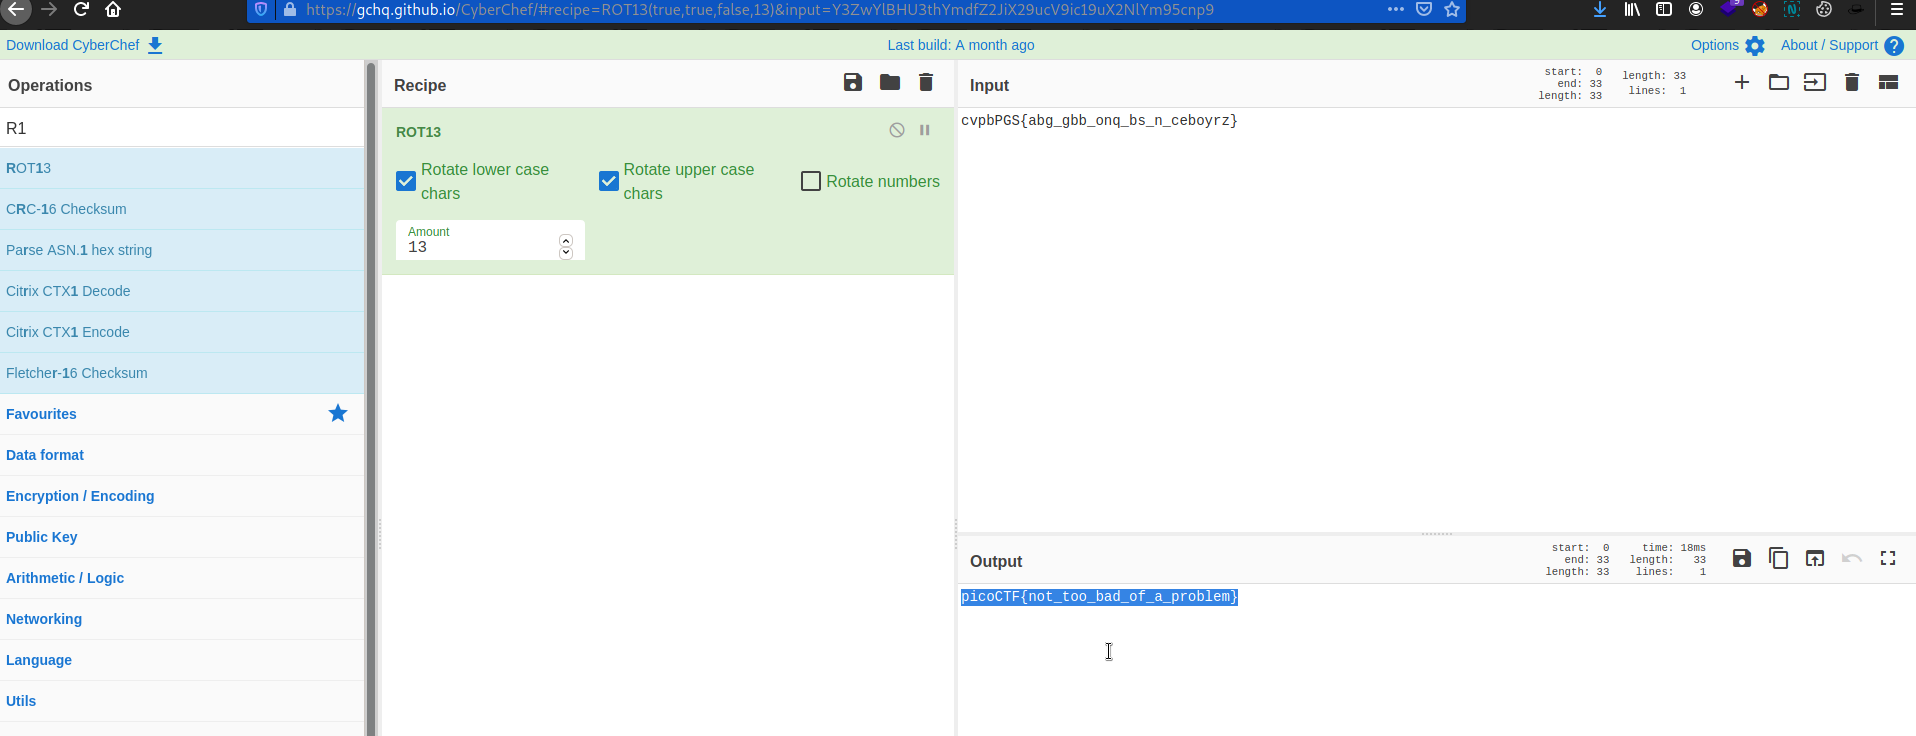 https://gchq.github.io/CyberChef/#recipe=ROT13(true,true,false,13)&input=Y3ZwYlBHU3thYmdfZ2JiX29ucV9ic19uX2NlYm95cnp9
Download CyberChef
Last build: A month ago
Options
About / Support
Operations
R1
ROT13
CRC-16 Checksum
Parse ASN.1 hex string
Citrix CTX1 Decode
Citrix CTX1 Encode
Fletcher-16 Checksum
Favourites
Data format
Encryption / Encoding
Public Key
Arithmetic / Logic
Networking
Language
Utils
Recipe
ROT13
Rotate lower case
chars
Rotate upper case
chars
Rotate numbers
Amount
13
Input
start: 0
end: 33
length: 33
length: 33
lines: 1
cvpbPGS{abg_gbb_onq_bs_n_ceboyrz}
Output
start: 0
end: 33
length: 33
time: 18ms
length: 33
lines: 1
picoCTF{not_too_bad_of_a_problem}